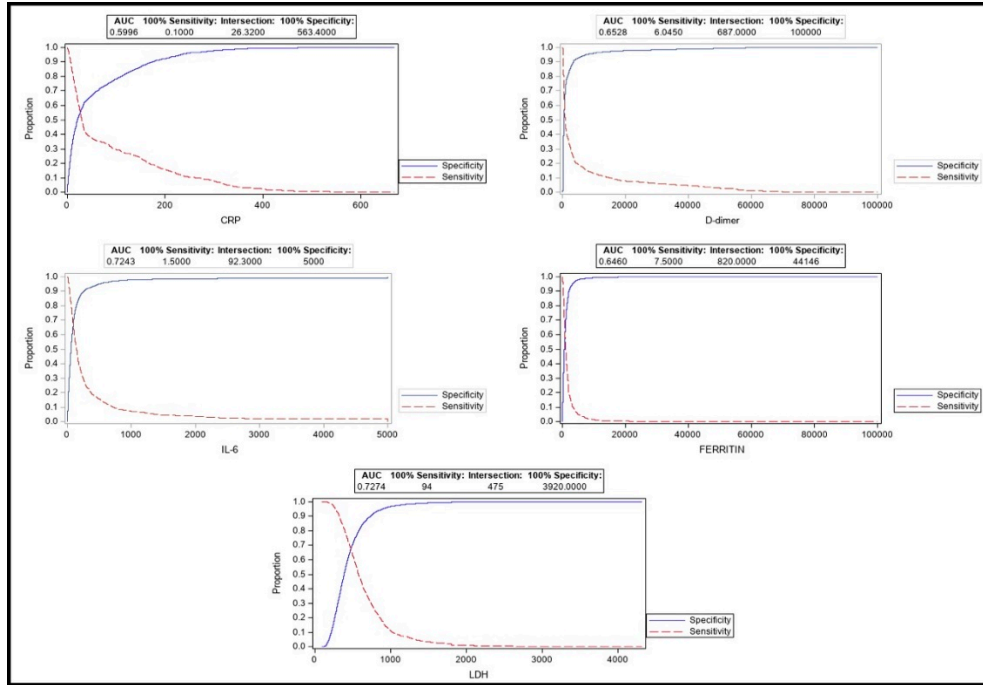 AUC 100% Sensitivity: Intersection: 100% Specificity:
0.5996 0.1000 26.3200 563.4000
1.0
0.9
0.8
0.7
0.6
0.5
0.4
0.3
0.2
0.1
0.0
Proportion
0 200 400 600
CRP
Specificity
Sensitivity
AUC 100% Sensitivity: Intersection: 100% Specificity:
0.6528 6.0450 687.0000 100000
1.0
0.9
0.8
0.7
0.6
0.5
0.4
0.3
0.2
0.1
0.0
Proportion
0 20000 40000 60000 80000 100000
D-dimer
Specificity
Sensitivity
AUC 100% Sensitivity: Intersection: 100% Specificity:
0.7243 1.5000 92.3000 5000
1.0
0.9
0.8
0.7
0.6
0.5
0.4
0.3
0.2
0.1
0.0
Proportion
0 1000 2000 3000 4000 5000
IL-6
Specificity
Sensitivity
AUC 100% Sensitivity: Intersection: 100% Specificity:
0.6460 7.5000 820.0000 44146
1.0
0.9
0.8
0.7
0.6
0.5
0.4
0.3
0.2
0.1
0.0
Proportion
0 20000 40000 60000 80000 100000
FERRITIN
Specificity
Sensitivity
AUC 100% Sensitivity: Intersection: 100% Specificity:
0.7274 94 475 3920.0000
1.0
0.9
0.8
0.7
0.6
0.5
0.4
0.3
0.2
0.1
0.0
Proportion
0 1000 2000 3000 4000
LDH
Specificity
Sensitivity